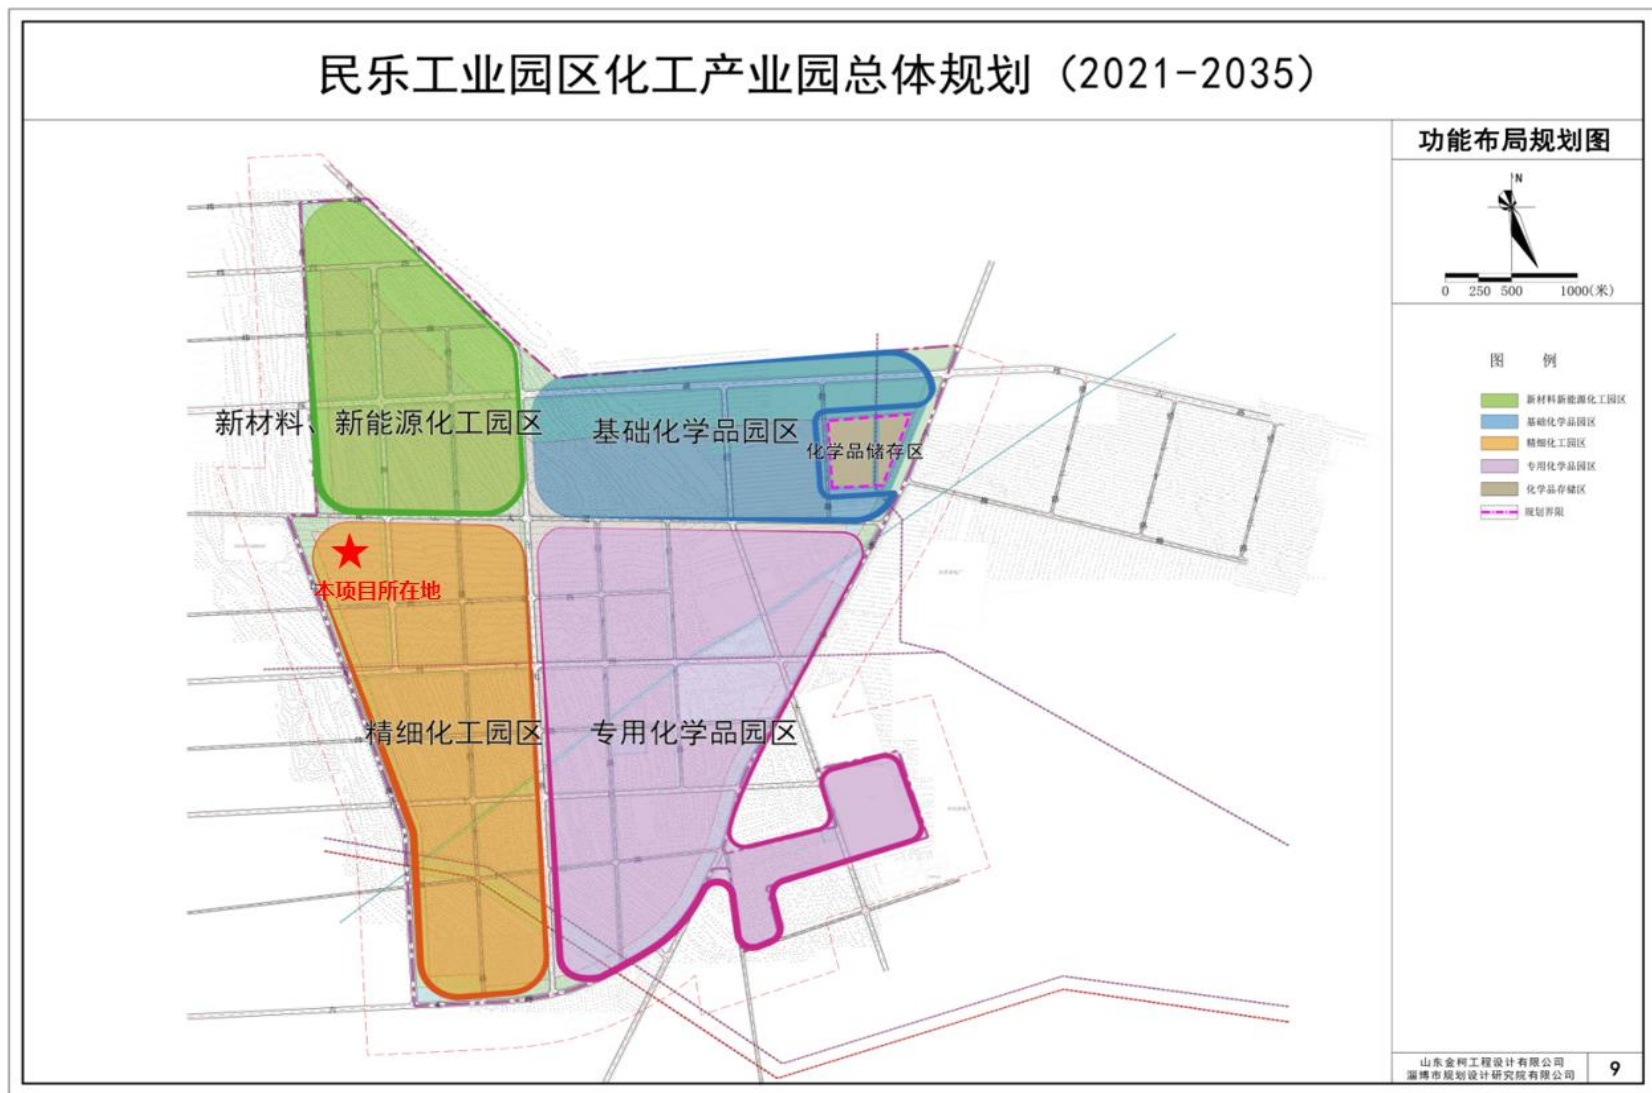 民乐工业园区化工产业园总体规划（2021-2035）
功能布局规划图
N
0 250 500 1000(米)
图 例
新材料新能源化工园区
基础化学品园区
精细化工园区
专用化学品园区
化学品存储区
规划界限
新材料、新能源化工园区
基础化学品园区
化学品储存区
本项目所在地
精细化工园区
专用化学品园区
山东金柯工程设计有限公司
淄博市规划设计研究院有限公司
9